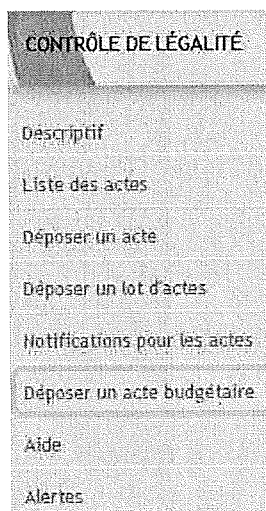 CONTRÔLE DE LÉGALITÉ
Descriptif
Liste des actes
Déposer un acte
Déposer un lot d'actes
Notifications pour les actes
Déposer un acte budgétaire
Aide
Alertes